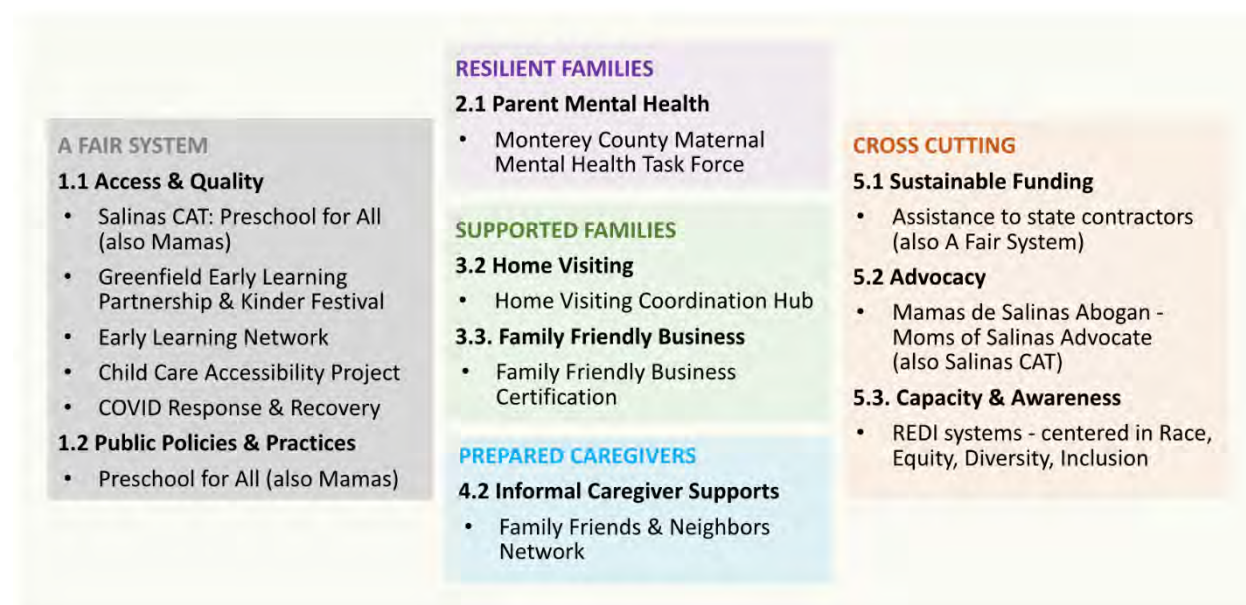 A FAIR SYSTEM
1.1 Access & Quality
• Salinas CAT: Preschool for All
(also Mamas)
• Greenfield Early Learning
Partnership & Kinder Festival
• Early Learning Network
• Child Care Accessibility Project
• COVID Response & Recovery
1.2 Public Policies & Practices
• Preschool for All (also Mamas)
RESILIENT FAMILIES
2.1 Parent Mental Health
• Monterey County Maternal
Mental Health Task Force
SUPPORTED FAMILIES
3.2 Home Visiting
• Home Visiting Coordination Hub
3.3. Family Friendly Business
• Family Friendly Business
Certification
PREPARED CAREGIVERS
4.2 Informal Caregiver Supports
• Family Friends & Neighbors
Network
CROSS CUTTING
5.1 Sustainable Funding
• Assistance to state contractors
(also A Fair System)
5.2 Advocacy
• Mamas de Salinas Abogan -
Moms of Salinas Advocate
(also Salinas CAT)
5.3. Capacity & Awareness
• REDI systems - centered in Race,
Equity, Diversity, Inclusion